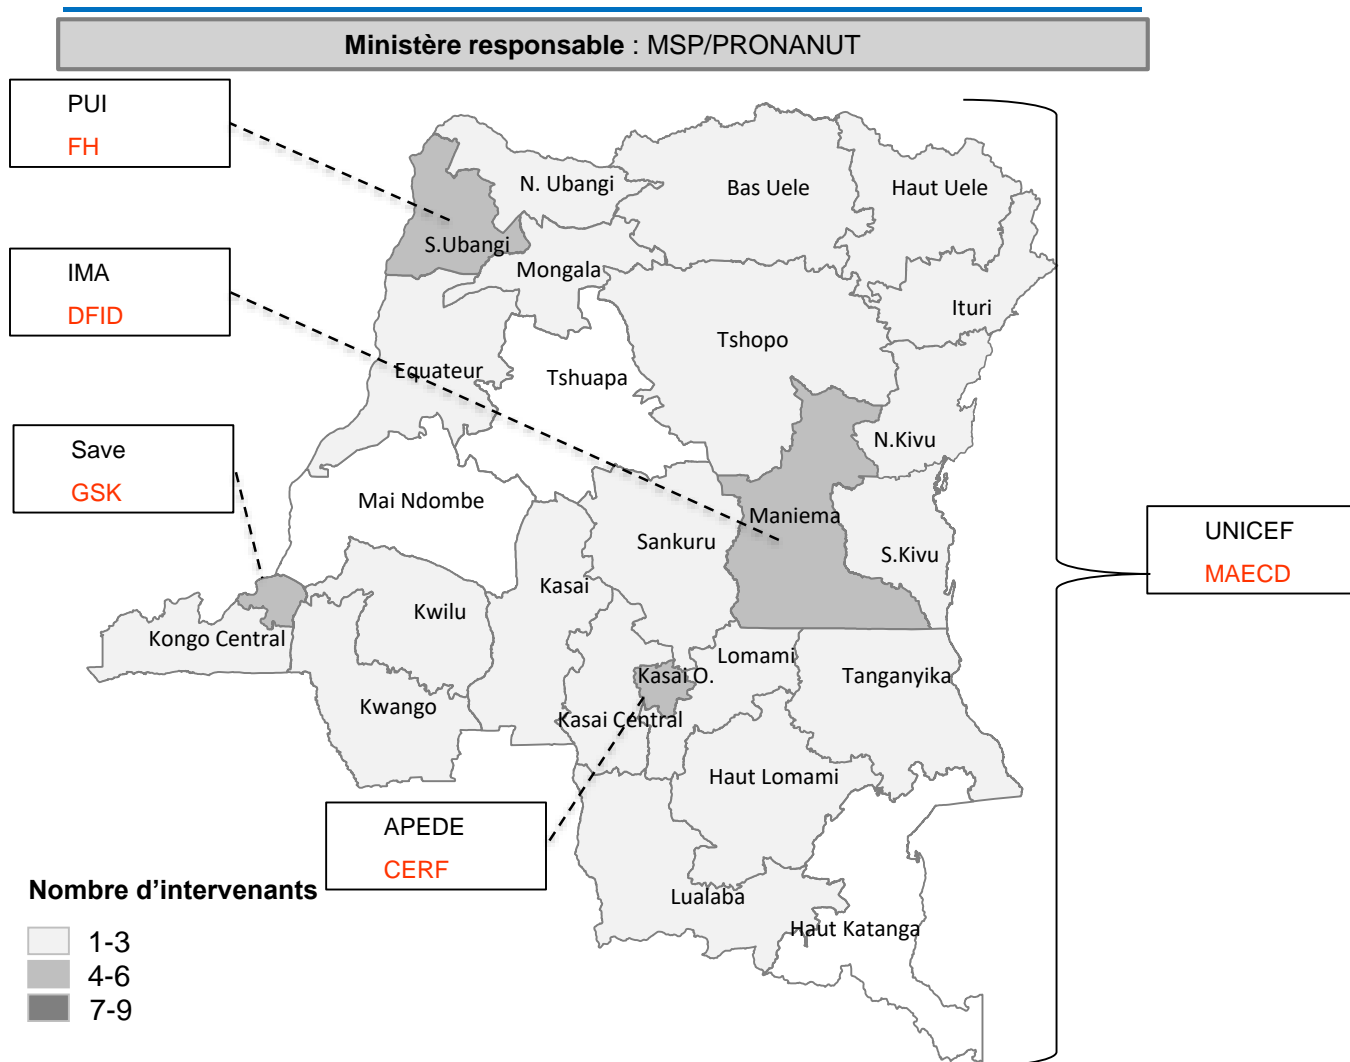 Ministère responsable : MSP/PRONANUT
PUI
FH
IMA
DFID
Save
GSK
APEDE
CERF
UNICEF
MAECD
N. Ubangi
Bas Uele
Haut Uele
S.Ubangi
Mongala
Ituri
Tshopo
Equateur
Tshuapa
N.Kivu
Mai Ndombe
Maniema
Sankuru
S.Kivu
Kasai
Kwilu
Kongo Central
Lomami
Kasai O.
Tanganyika
Kwango
Kasai Central
Haut Lomami
Lualaba
Haut Katanga
Nombre d’intervenants
1-3
4-6
7-9